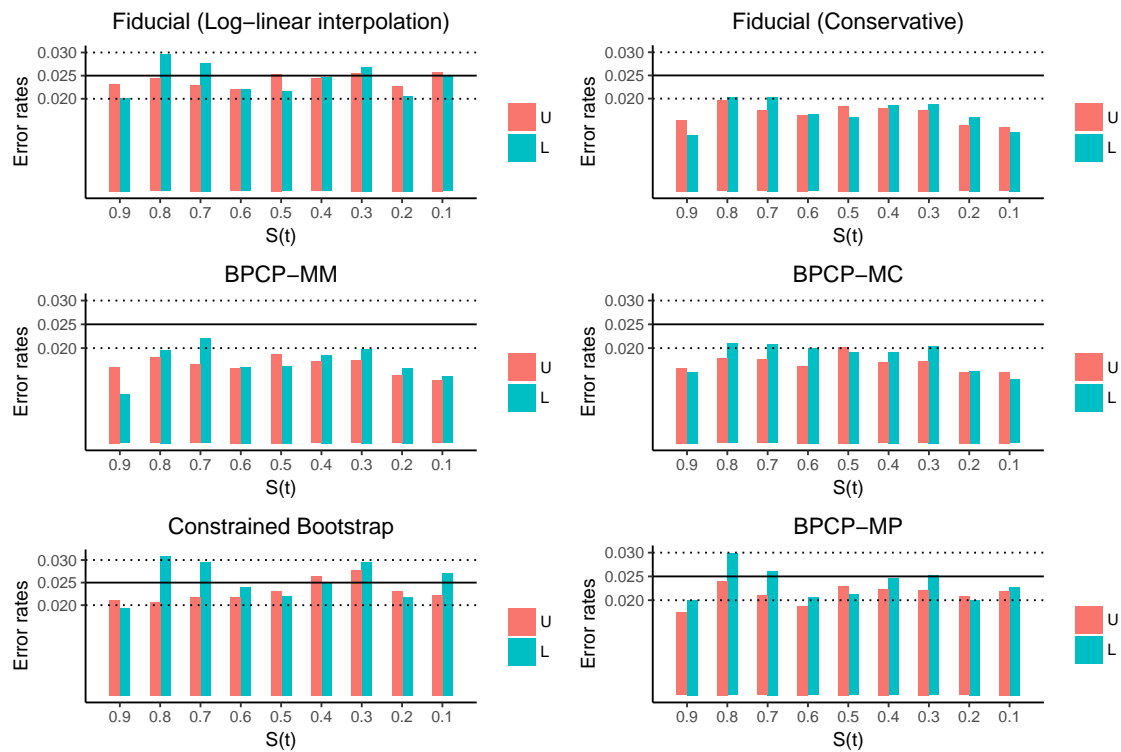 Fiducial (Log−linear interpolation)
0.030
0.025
0.020
Error rates
0.9 0.8 0.7 0.6 0.5 0.4 0.3 0.2 0.1
S(t)
U
L
Fiducial (Conservative)
0.030
0.025
0.020
Error rates
0.9 0.8 0.7 0.6 0.5 0.4 0.3 0.2 0.1
S(t)
U
L
BPCP−MM
0.030
0.025
0.020
Error rates
0.9 0.8 0.7 0.6 0.5 0.4 0.3 0.2 0.1
S(t)
U
L
BPCP−MC
0.030
0.025
0.020
Error rates
0.9 0.8 0.7 0.6 0.5 0.4 0.3 0.2 0.1
S(t)
U
L
Constrained Bootstrap
0.030
0.025
0.020
Error rates
0.9 0.8 0.7 0.6 0.5 0.4 0.3 0.2 0.1
S(t)
U
L
BPCP−MP
0.030
0.025
0.020
Error rates
0.9 0.8 0.7 0.6 0.5 0.4 0.3 0.2 0.1
S(t)
U
L